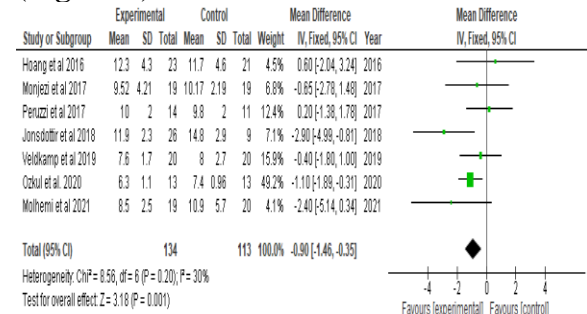 Experimental Control Mean Difference Mean Difference
Study or Subgroup Mean SD Total Mean SD Total Weight IV, Fixed, 95% CI Year IV, Fixed, 95% CI
Hoang et al 2016 12.3 4.3 23 11.7 4.6 21 4.5% 0.60 [-2.04, 3.24] 2016
Monjezi et al 2017 9.52 4.21 19 10.17 2.19 19 6.8% -0.65 [-2.78, 1.48] 2017
Peruzzi et al 2017 10 2 14 9.8 2 11 12.4% 0.20 [-1.38, 1.78] 2017
Jonsdottir et al 2018 11.9 2.3 26 14.8 2.9 9 7.1% -2.90 [-4.99, -0.81] 2018
Veldkamp et al 2019 7.6 1.7 20 8 2.7 20 15.9% -0.40 [-1.80, 1.00] 2019
Ozkul et al. 2020 6.3 1.1 13 7.4 0.96 13 49.2% -1.10 [-1.89, -0.31] 2020
Molhemi et al 2021 8.5 2.5 19 10.9 5.7 20 4.1% -2.40 [-5.14, 0.34] 2021
Total (95% CI) 134 113 100.0% -0.90 [-1.46, -0.35]
Heterogeneity: Chi² = 8.56, df = 6 (P = 0.20); I² = 30%
Test for overall effect: Z = 3.18 (P = 0.001)
-4 -2 0 2 4
Favours [experimental] Favours [control]